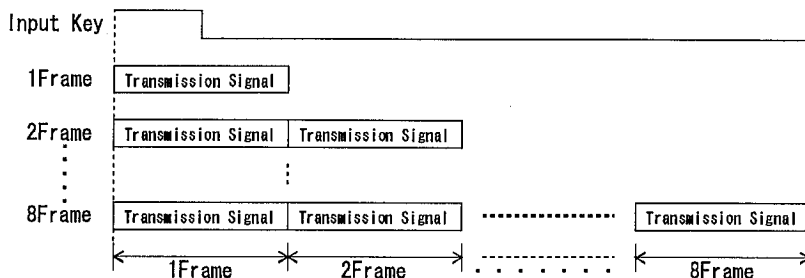 Input Key
1Frame Transmission Signal
2Frame Transmission Signal Transmission Signal
8Frame Transmission Signal Transmission Signal Transmission Signal
1Frame 2Frame 8Frame